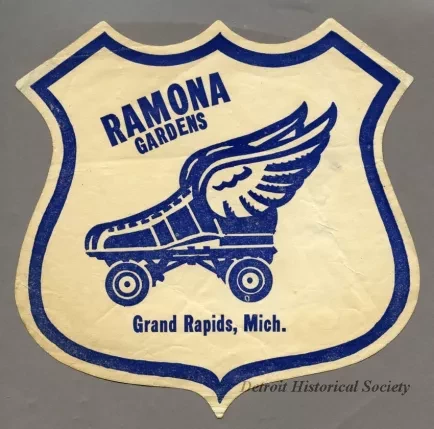 RAMONA
GARDENS
Grand Rapids, Mich.
Detroit Historical Society